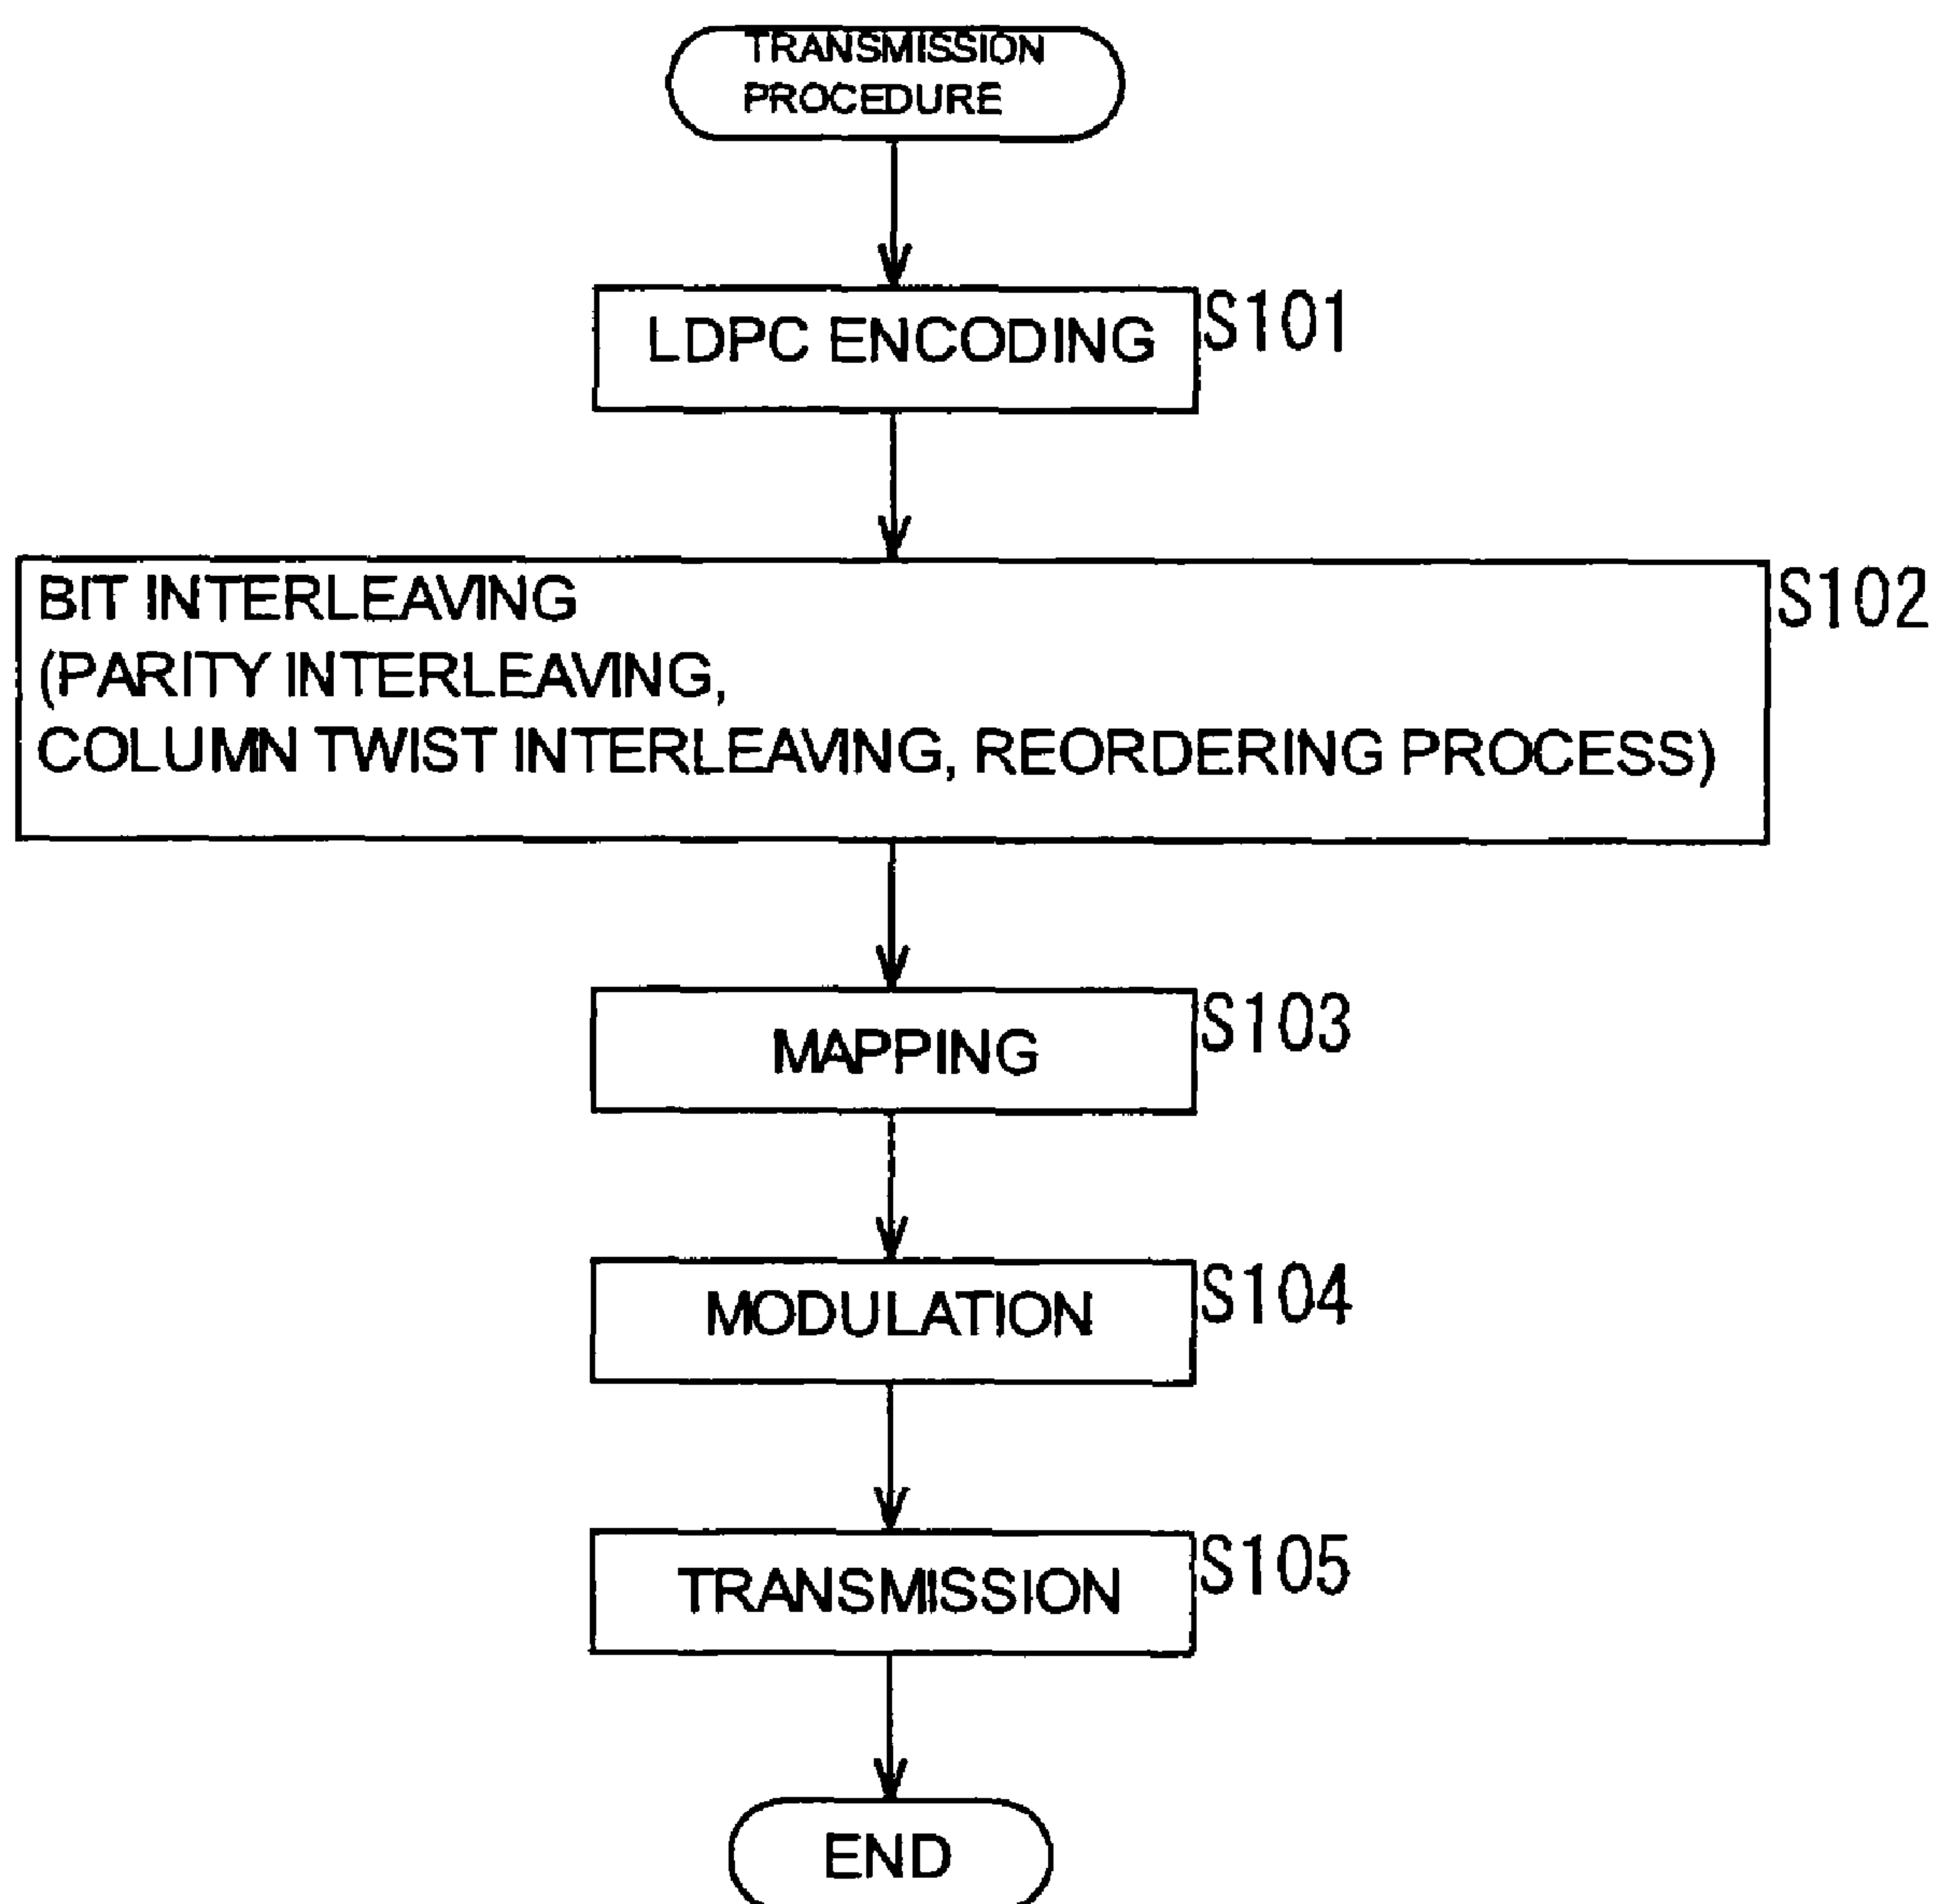 TRANSMISSION
PROCEDURE
LDPC ENCODING
S101
BIT INTERLEAVING
(PARITY INTERLEAVING,
COLUMN TWIST INTERLEAVING, REORDERING PROCESS)
S102
MAPPING
S103
MODULATION
S104
TRANSMISSION
S105
END